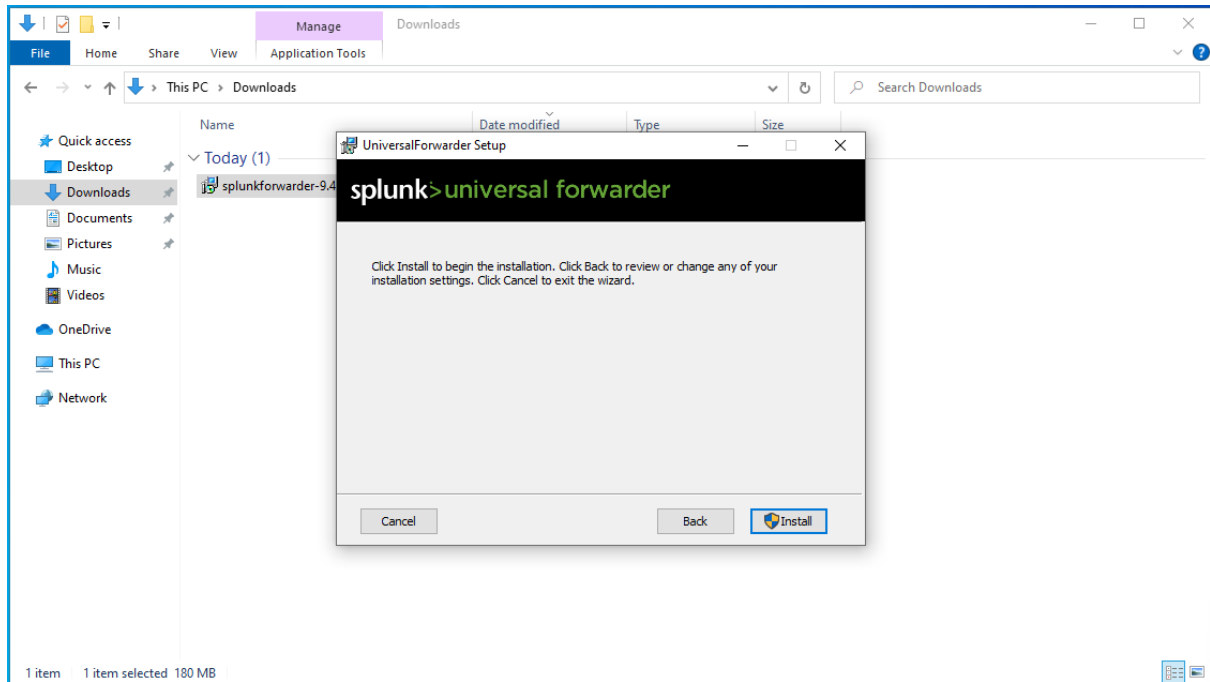 Manage
Downloads
File
Home
Share
View
Application Tools
This PC > Downloads
Search Downloads
Name
Date modified
Type
Size
Quick access
Desktop
Downloads
Documents
Pictures
Music
Videos
OneDrive
This PC
Network
Today (1)
splunkforwarder-9.4
UniversalForwarder Setup
splunk>universal forwarder
Click Install to begin the installation. Click Back to review or change any of your
installation settings. Click Cancel to exit the wizard.
Cancel
Back
Install
1 item
1 item selected 180 MB